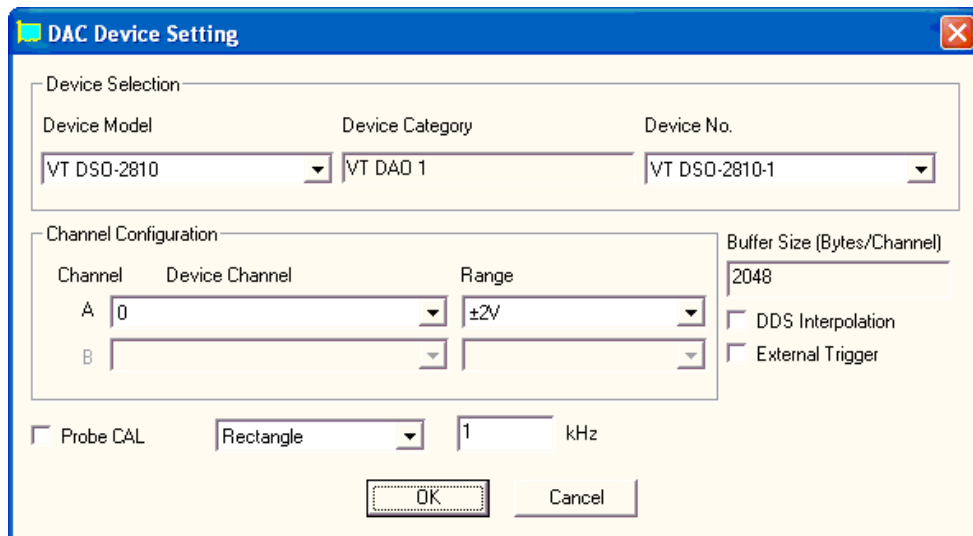 DAC Device Setting
Device Selection
Device Model Device Category Device No.
VT DSO-2810 VT DAO 1 VT DSO-2810-1
Channel Configuration
Buffer Size (Bytes/Channel)
Channel Device Channel Range
2048
A 0 ±2V
DDS Interpolation
B
External Trigger
Probe CAL Rectangle 1 kHz
OK Cancel